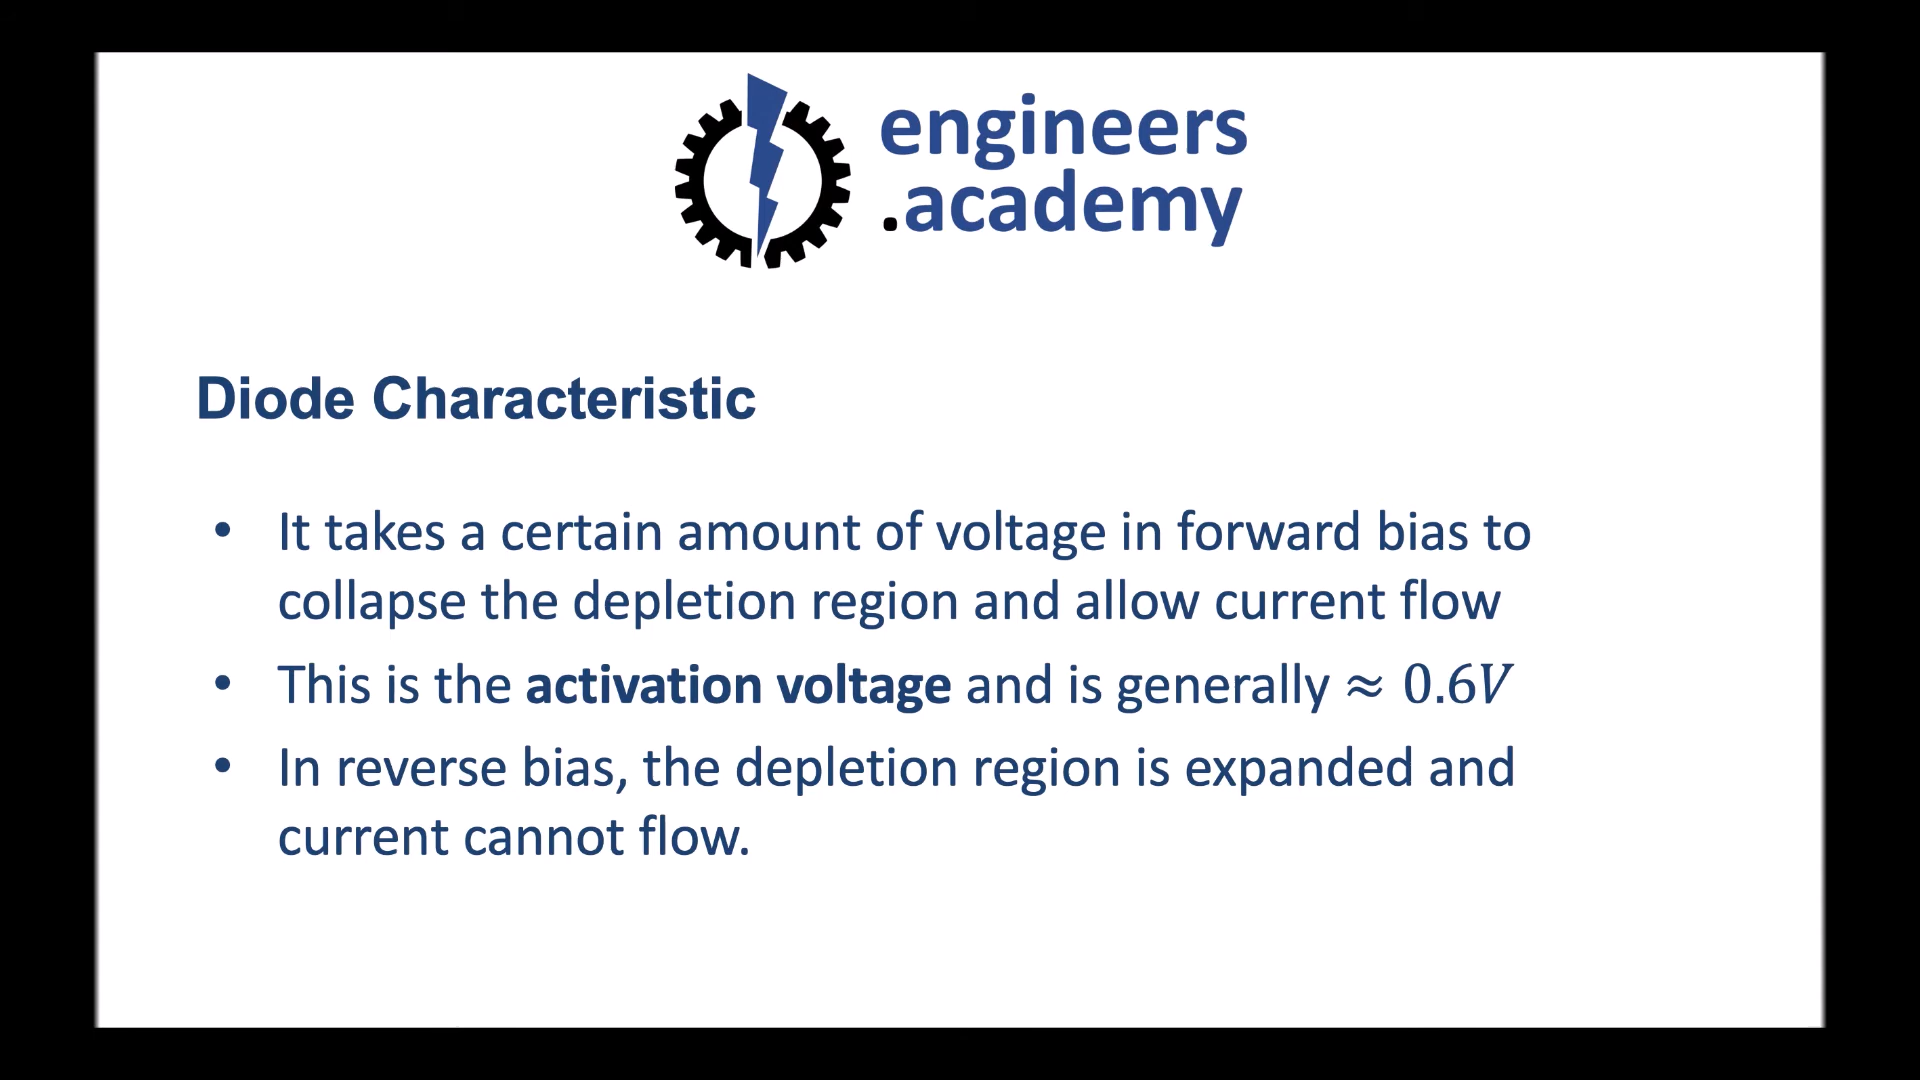 engineers
.academy
Diode Characteristic
• It takes a certain amount of voltage in forward bias to
collapse the depletion region and allow current flow
• This is the activation voltage and is generally ≈ 0.6V
• In reverse bias, the depletion region is expanded and
current cannot flow.